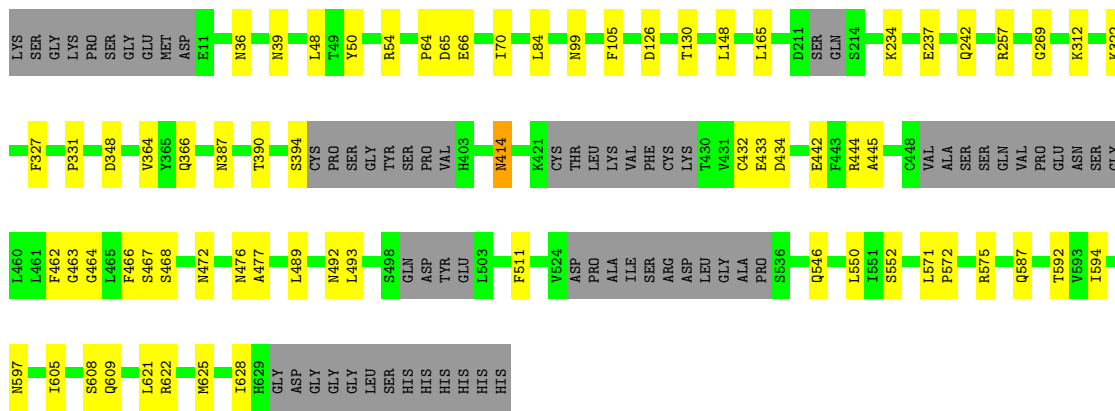 LYS SER GLY LYS PRO SER GLY GLU MET ASP E11 N36 N39 L48 T49 Y50 R54 P64 D65 E66 I70 L84 N99 F105 D126 T130 L148 L165 D211 SER GLN S214 K234 E237 Q242 R257 G269 K312
F327 P331 D348 V364 Y365 Q366 N387 T390 S394 CYS PRO SER GLY TYR SER PRO VAL H403 N414 K421 CYS THR LEU LYS VAL PHE CYS LYS T430 V431 C432 E433 D434 E442 F443 R444 A445 C448 VAL ALA SER SER GLN VAL PRO GLU ASN SER GLY
L460 L461 F462 G463 G464 L465 F466 S467 S468 N472 N476 A477 L489 N492 L493 S498 GLN ASP TYR GLU L503 F511 V524 ASP PRO ALA ILE SER ARG ASP LEU GLY ALA PRO S536 Q546 L550 I551 S552 L571 P572 R575 Q587 T592 V593 I594
N597 I605 S608 Q609 L621 R622 M625 I628 H629 GLY ASP GLY GLY GLY LEU SER HIS HIS HIS HIS HIS HIS